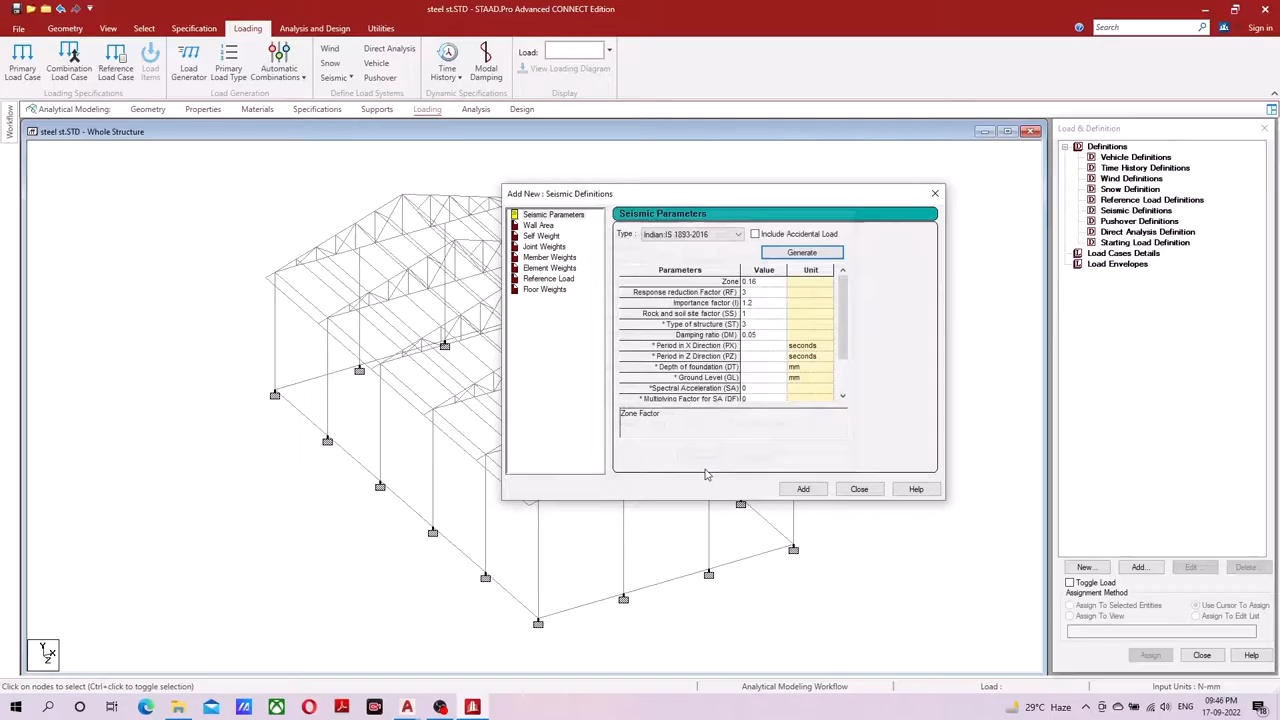 steel st.STD - STAAD.Pro Advanced CONNECT Edition
File Geometry View Select Specification Loading Analysis and Design Utilities Search Sign in
Primary Load Case
Combination Load Case
Reference Load Case
Load Items
Load Generator
Primary Load Type
Automatic Combinations
Wind Direct Analysis
Snow Vehicle
Seismic Pushover
Time History
Modal Damping
Load:
View Loading Diagram
Loading Specifications Load Generation Define Load Systems Dynamic Specifications Display
Workflow
Analytical Modeling: Geometry Properties Materials Specifications Supports Loading Analysis Design
steel st.STD - Whole Structure
Add New : Seismic Definitions
Seismic Parameters
Wall Area
Self Weight
Joint Weights
Member Weights
Element Weights
Reference Load
Floor Weights
Seismic Parameters
Type : Indian:IS 1893-2016 Include Accidental Load
Generate
Parameters Value Unit
Zone 0.16
Response reduction Factor (RF) 3
Importance factor (I) 1.2
Rock and soil site factor (SS) 1
* Type of structure (ST) 3
Damping ratio (DM) 0.05
* Period in X Direction (PX) seconds
* Period in Z Direction (PZ) seconds
* Depth of foundation (DT) mm
* Ground Level (GL) mm
*Spectral Acceleration (SA) 0
* Multiplying Factor for SA (DF) 0
Zone Factor
Add Close Help
Load & Definition
Definitions
Vehicle Definitions
Time History Definitions
Wind Definitions
Snow Definition
Reference Load Definitions
Seismic Definitions
Pushover Definitions
Direct Analysis Definition
Starting Load Definition
Load Cases Details
Load Envelopes
New... Add... Edit... Delete...
Toggle Load
Assignment Method
Assign To Selected Entities Use Cursor To Assign
Assign To View Assign To Edit List
Assign Close Help
Y
X
Z
Click on nodes to select (Ctrl+click to toggle selection) Analytical Modeling Workflow Load : Input Units : N-mm
29°C Haze ENG 09:46 PM
17-09-2022
18